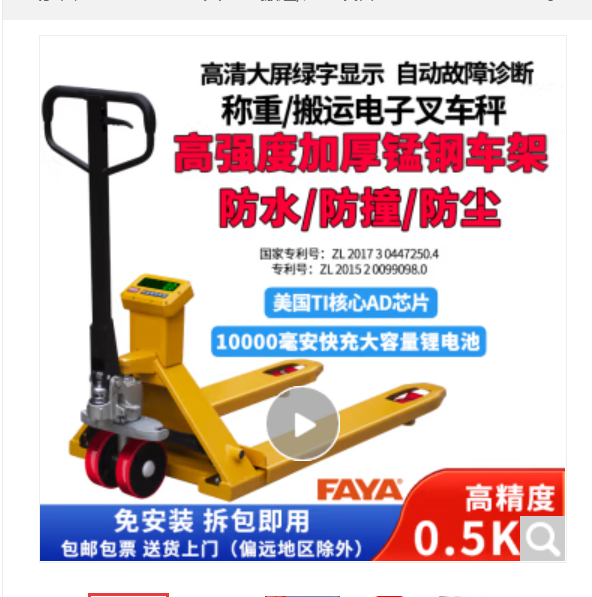 高清大屏绿字显示 自动故障诊断
称重/搬运电子叉车秤
高强度加厚锰钢车架
防水/防撞/防尘
国家专利号：ZL 2017 3 0447250.4
专利号：ZL 2015 2 0099098.0
美国TI核心AD芯片
10000毫安快充大容量锂电池
FAYA®
免安装 拆包即用
包邮包票 送货上门（偏远地区除外）
高精度
0.5K